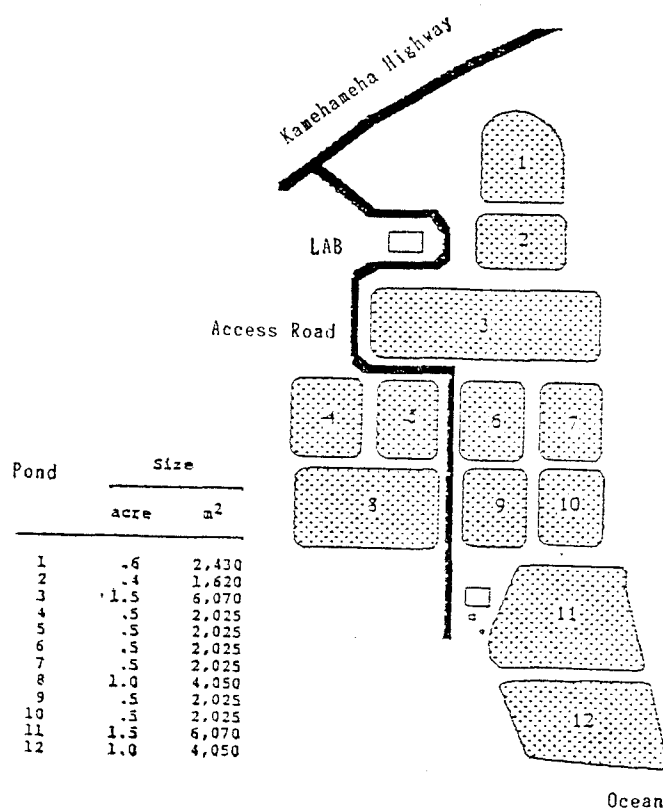 Kamehameha Highway
1
2
LAB
3
Access Road
4
5
6
7
Pond Size
acre m²
8
9
10
1 .6 2,430
2 .4 1,620
3 1.5 6,070
4 .5 2,025
5 .5 2,025
6 .5 2,025
7 .5 2,025
8 1.0 4,050
9 .5 2,025
10 .5 2,025
11 1.5 6,070
12 1.0 4,050
11
12
Ocean